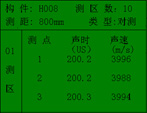 构 件: H008 测 区 数: 10
测 距: 800mm 类 型: 对测
01 测 区
测 点 声时 (US) 声速 (m/s)
1 200.2 3996
2 200.2 3988
3 200.3 3994